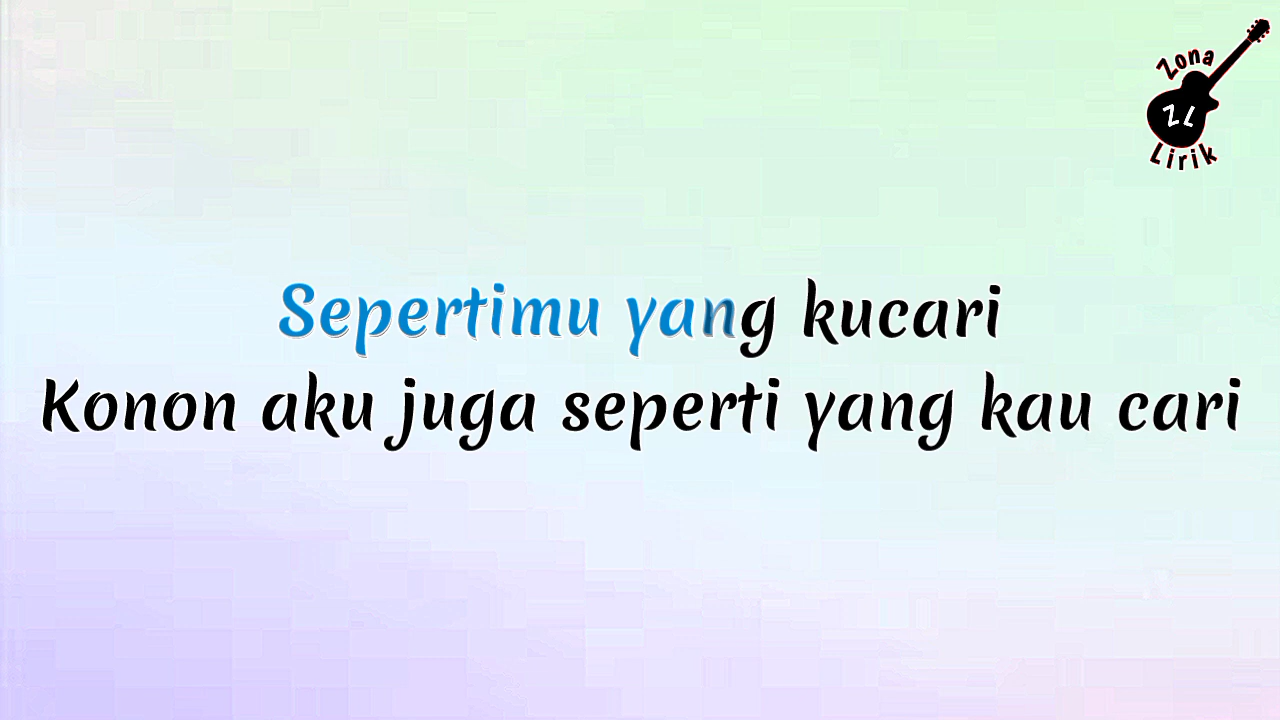 Zona
ZL
Lirik
Sepertimu yang kucari
Konon aku juga seperti yang kau cari